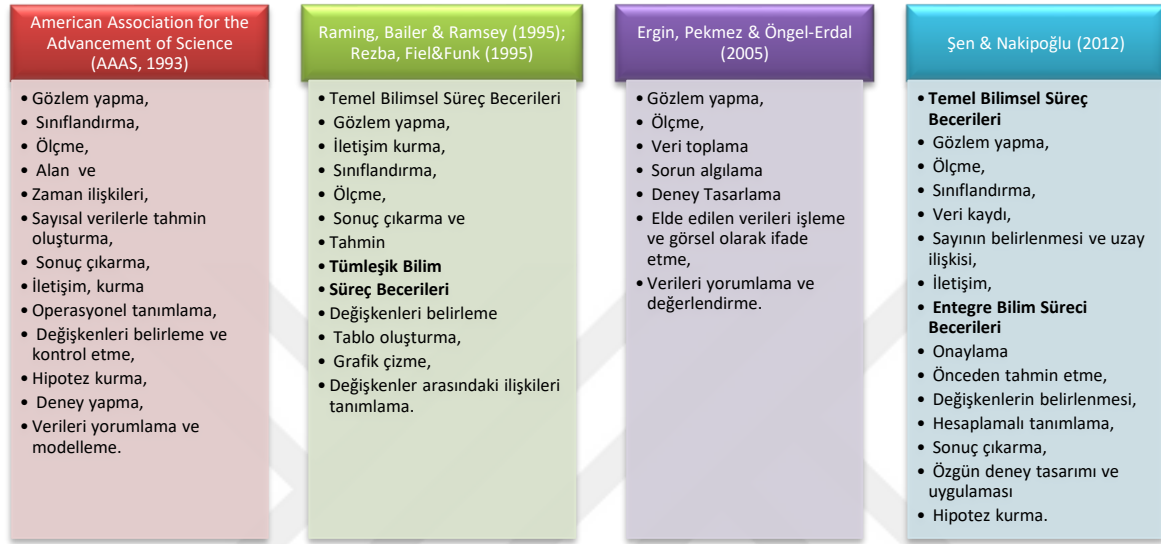 American Association for the
Advancement of Science
(AAAS, 1993)
• Gözlem yapma,
• Sınıflandırma,
• Ölçme,
• Alan ve
• Zaman ilişkileri,
• Sayısal verilerle tahmin
oluşturma,
• Sonuç çıkarma,
• İletişim, kurma
• Operasyonel tanımlama,
• Değişkenleri belirleme ve
kontrol etme,
• Hipotez kurma,
• Deney yapma,
• Verileri yorumlama ve
modelleme.
Raming, Bailer & Ramsey (1995);
Rezba, Fiel&Funk (1995)
• Temel Bilimsel Süreç Becerileri
• Gözlem yapma,
• İletişim kurma,
• Sınıflandırma,
• Ölçme,
• Sonuç çıkarma ve
• Tahmin
• Tümleşik Bilim
• Süreç Becerileri
• Değişkenleri belirleme
• Tablo oluşturma,
• Grafik çizme,
• Değişkenler arasındaki ilişkileri
tanımlama.
Ergin, Pekmez & Öngel-Erdal
(2005)
• Gözlem yapma,
• Ölçme,
• Veri toplama
• Sorun algılama
• Deney Tasarlama
• Elde edilen verileri işleme
ve görsel olarak ifade
etme,
• Verileri yorumlama ve
değerlendirme.
Şen & Nakipoğlu (2012)
• Temel Bilimsel Süreç
Becerileri
• Gözlem yapma,
• Ölçme,
• Sınıflandırma,
• Veri kaydı,
• Sayının belirlenmesi ve uzay
ilişkisi,
• İletişim,
• Entegre Bilim Süreci
Becerileri
• Onaylama
• Önceden tahmin etme,
• Değişkenlerin belirlenmesi,
• Hesaplamalı tanımlama,
• Sonuç çıkarma,
• Özgün deney tasarımı ve
uygulaması
• Hipotez kurma.